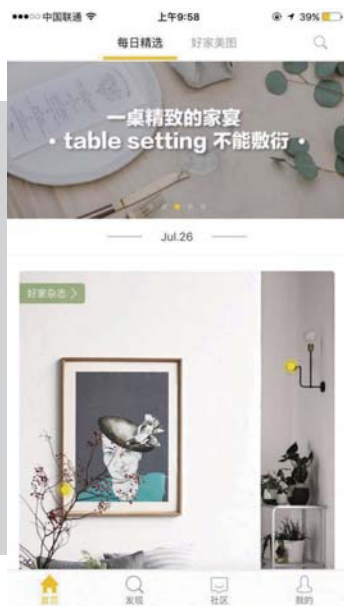 中国联通 上午9:58 39%
每日精选 好家美图
一桌精致的家宴
· table setting 不能敷衍 ·
Jul.26
好家杂志 >
首页 发现 社区 我的